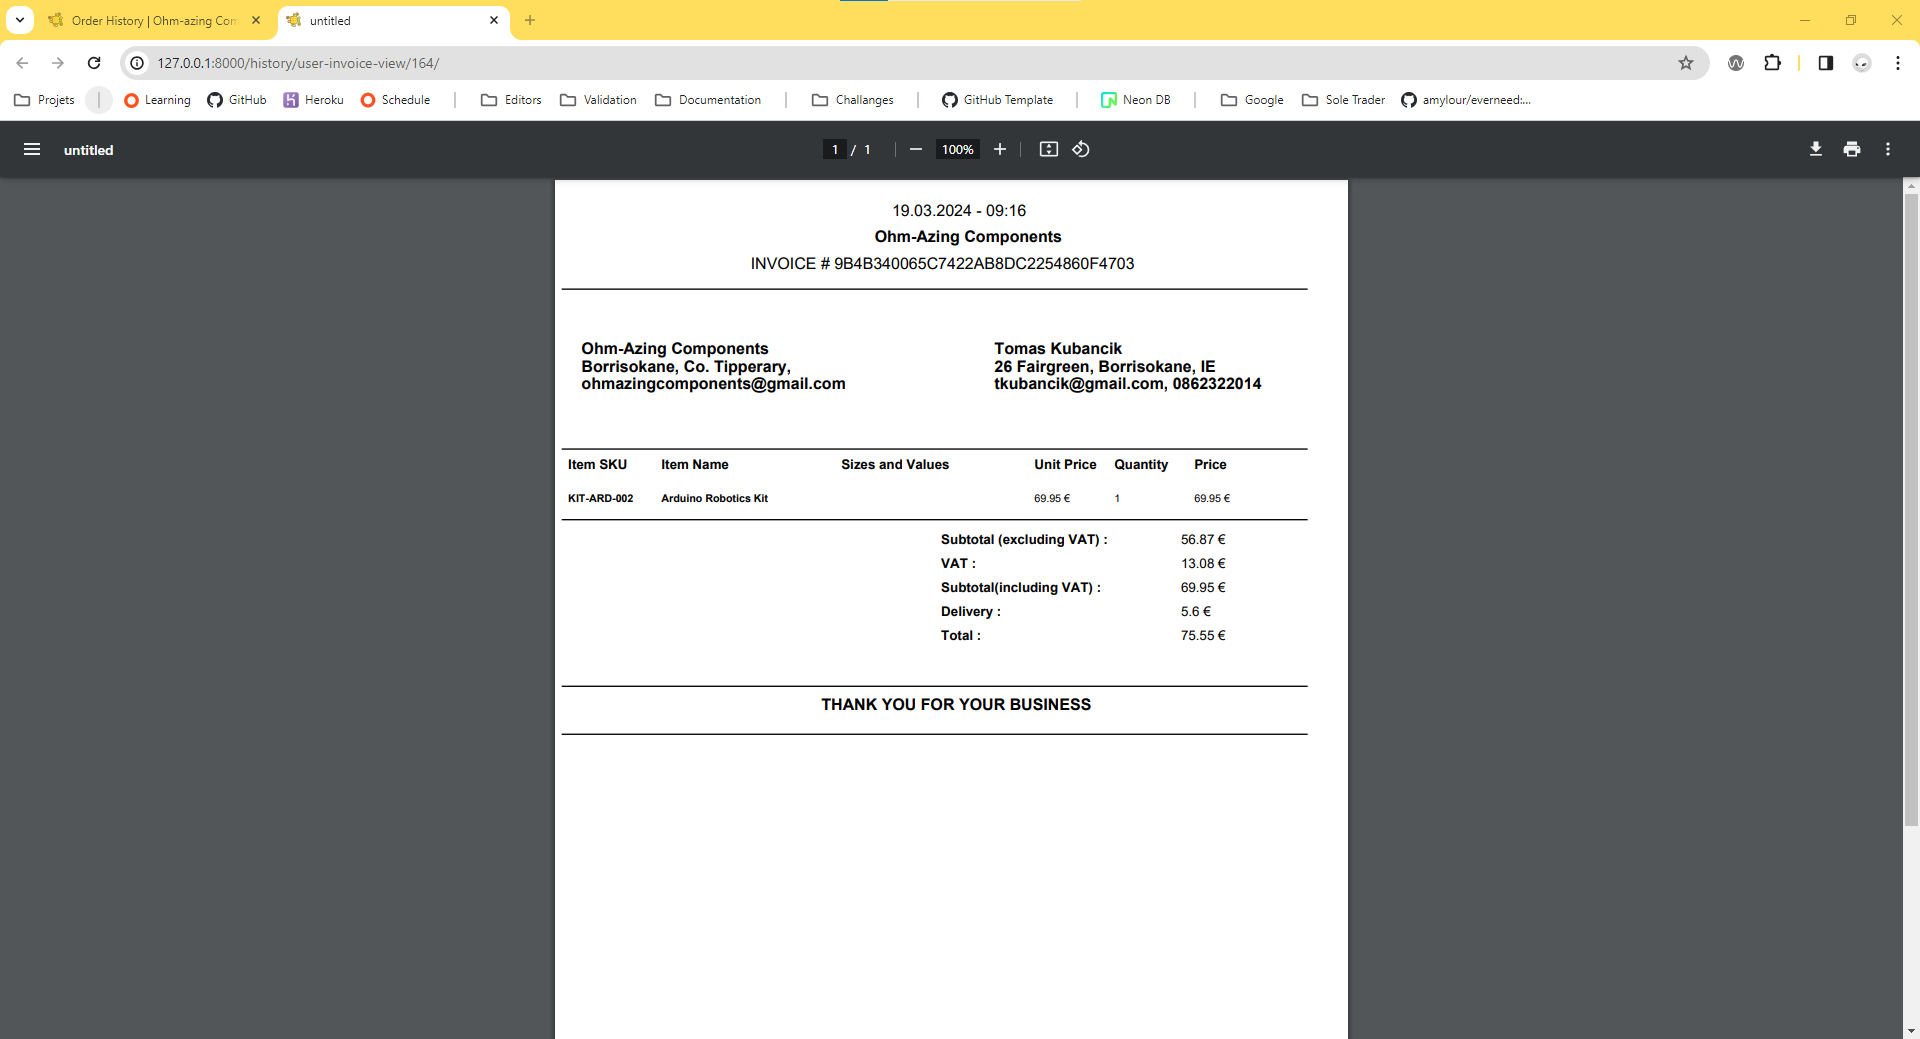 Order History | Ohm-azing Com
untitled
127.0.0.1:8000/history/user-invoice-view/164/
Projets
Learning
GitHub
Heroku
Schedule
Editors
Validation
Documentation
Challanges
GitHub Template
Neon DB
Google
Sole Trader
amylour/everneed:...
untitled
1 / 1
100%
19.03.2024 - 09:16
Ohm-Azing Components
INVOICE # 9B4B340065C7422AB8DC2254860F4703
Ohm-Azing Components
Borrisokane, Co. Tipperary,
ohmazingcomponents@gmail.com
Tomas Kubancik
26 Fairgreen, Borrisokane, IE
tkubancik@gmail.com, 0862322014
Item SKU Item Name Sizes and Values Unit Price Quantity Price
KIT-ARD-002 Arduino Robotics Kit 69.95 € 1 69.95 €
Subtotal (excluding VAT) : 56.87 €
VAT : 13.08 €
Subtotal(including VAT) : 69.95 €
Delivery : 5.6 €
Total : 75.55 €
THANK YOU FOR YOUR BUSINESS